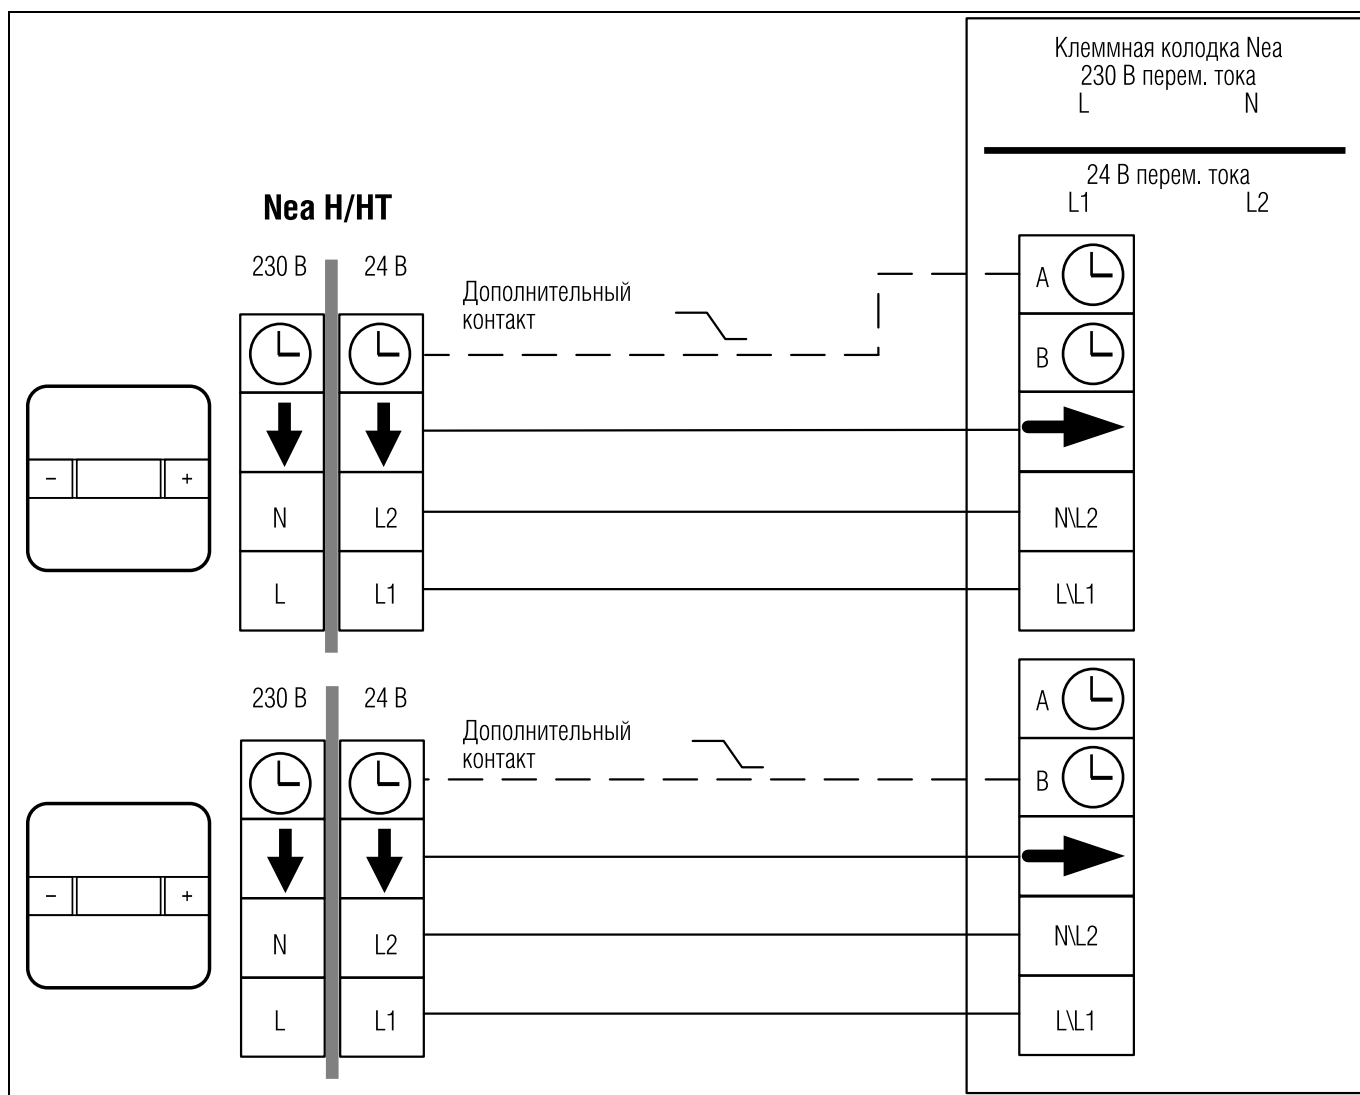 Клеммная колодка Nea
230 В перем. тока
L N
24 В перем. тока
L1 L2
Nea H/HT
230 В 24 В
Дополнительный
контакт
A
B
- +
N L2 N\L2
L L1 L\L1
230 В 24 В
Дополнительный
контакт
A
B
- +
N L2 N\L2
L L1 L\L1